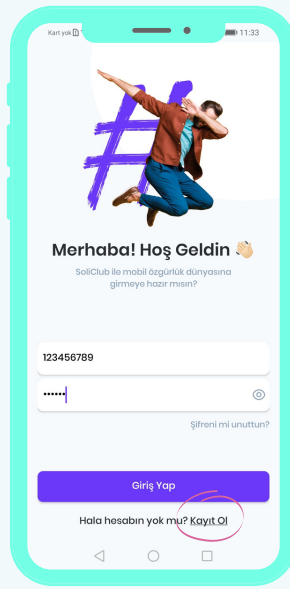 Kart yok
11:33
Merhaba! Hoş Geldin
SoliClub ile mobil özgürlük dünyasına
girmeye hazır mısın?
123456789
••••••
Şifreni mi unuttun?
Giriş Yap
Hala hesabın yok mu? Kayıt Ol